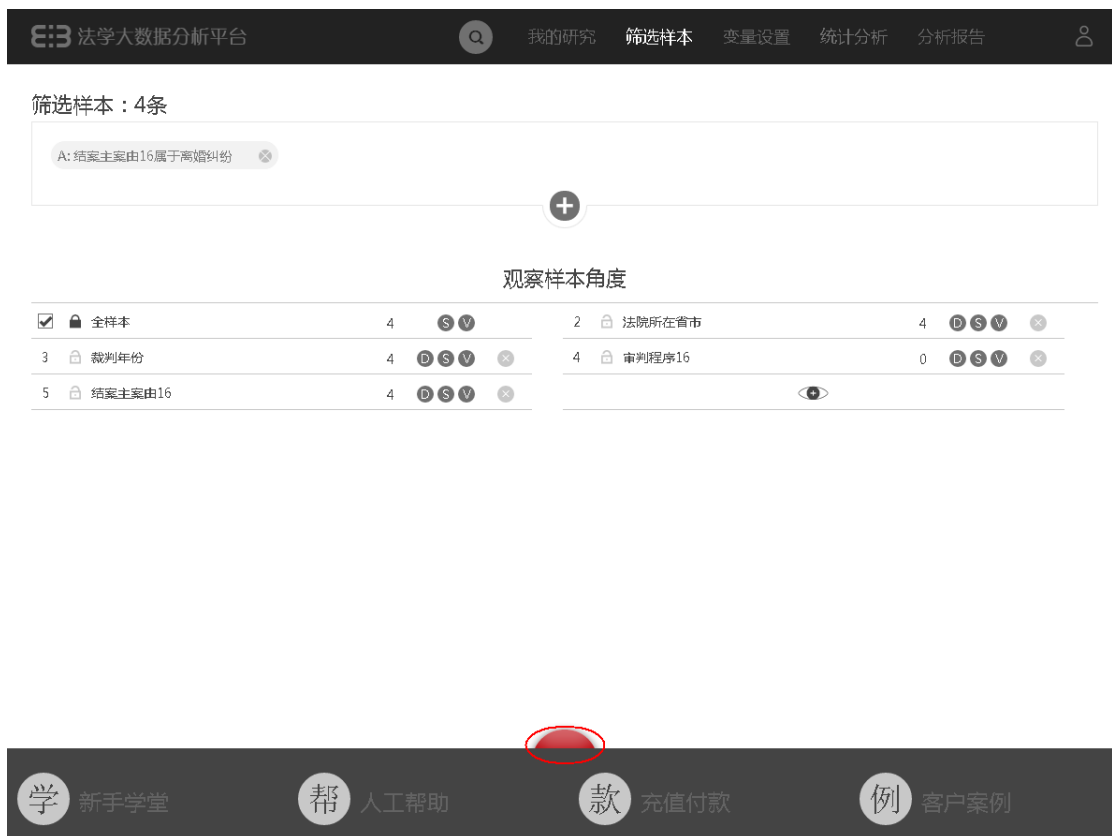 法学大数据分析平台 我的研究 筛选样本 变量设置 统计分析 分析报告
筛选样本：4条
A: 结案主案由16属于离婚纠纷
观察样本角度
全样本 4 S V
2 法院所在省市 4 D S V
3 裁判年份 4 D S V
4 审判程序16 0 D S V
5 结案主案由16 4 D S V
学 新手学堂 帮 人工帮助 款 充值付款 例 客户案例